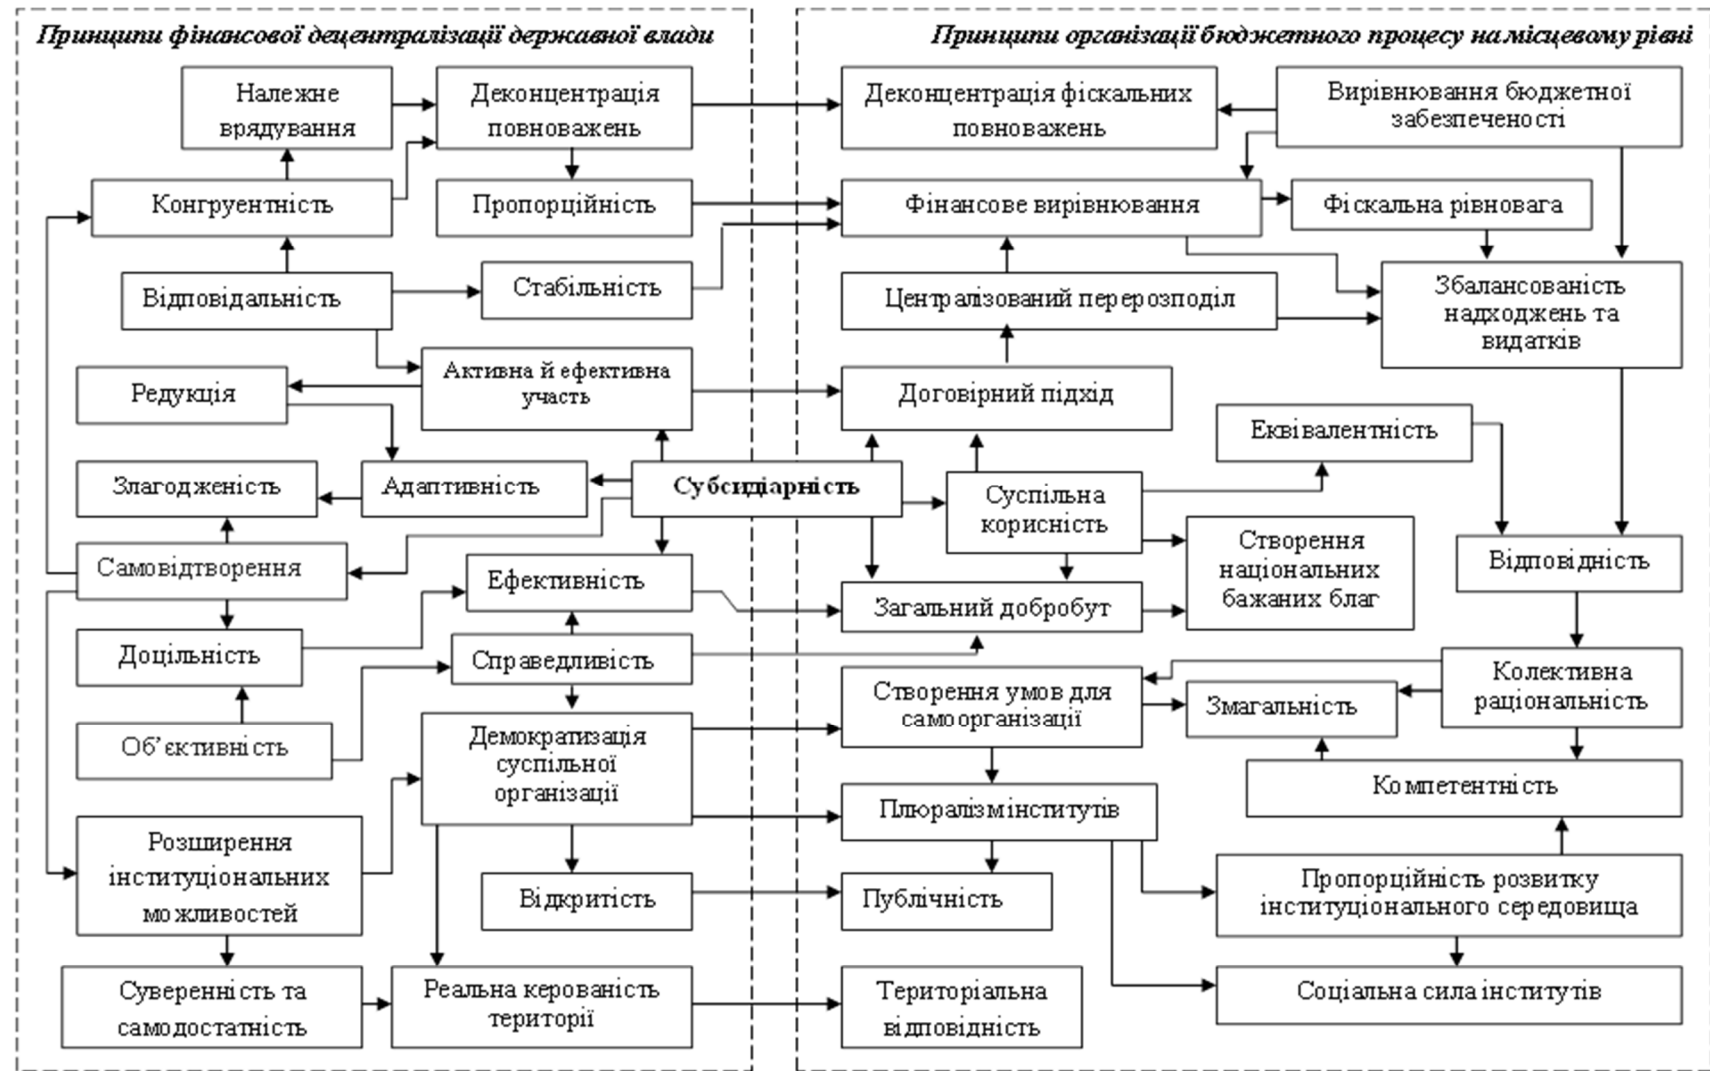 Принципи фінансової децентралізації державної влади
Принципи організації бюджетного процесу на місцевому рівні
Належне
врядування
Деконцентрація
повноважень
Деконцентрація фіскальних
повноважень
Вирівнювання бюджетної
забезпеченості
Конгруентність
Пропорційність
Фінансове вирівнювання
Фіскальна рівновага
Відповідальність
Стабільність
Централізований перерозподіл
Збалансованість
надходжень та
видатків
Редукція
Активна й ефективна
участь
Договірний підхід
Еквівалентність
Злагодженість
Адаптивність
Субсидіарність
Суспільна
корисність
Створення
національних
бажаних благ
Відповідність
Самовідтворення
Ефективність
Загальний добробут
Доцільність
Справедливість
Створення умов для
самоорганізації
Змагальність
Колективна
раціональність
Об’єктивність
Демократизація
суспільної
організації
Плюралізм інститутів
Компетентність
Розширення
інституціональних
можливостей
Відкритість
Публічність
Пропорційність розвитку
інституціонального середовища
Суверенність та
самодостатність
Реальна керованість
території
Територіальна
відповідність
Соціальна сила інститутів